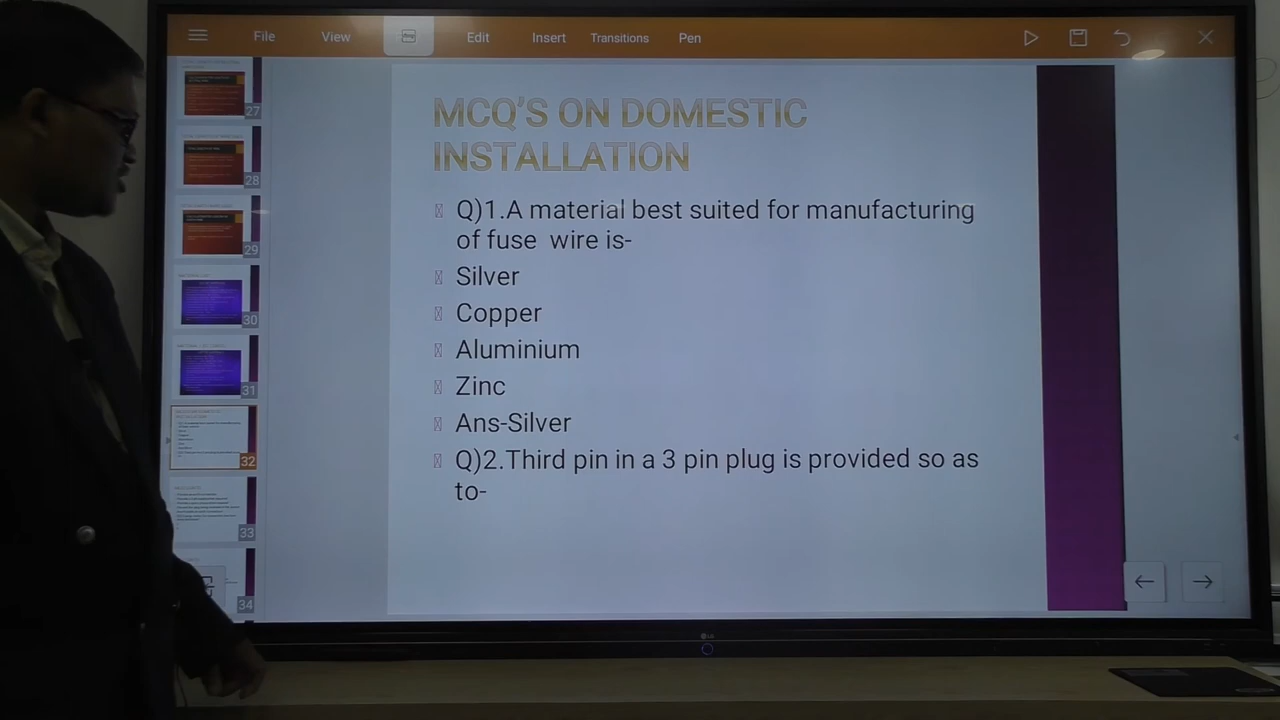 File View Edit Insert Transitions Pen
MCQ'S ON DOMESTIC
INSTALLATION
Q)1.A material best suited for manufacturing
of fuse wire is-
Silver
Copper
Aluminium
Zinc
Ans-Silver
Q)2.Third pin in a 3 pin plug is provided so as
to-
27
28
29
30
31
32
33
34
LG